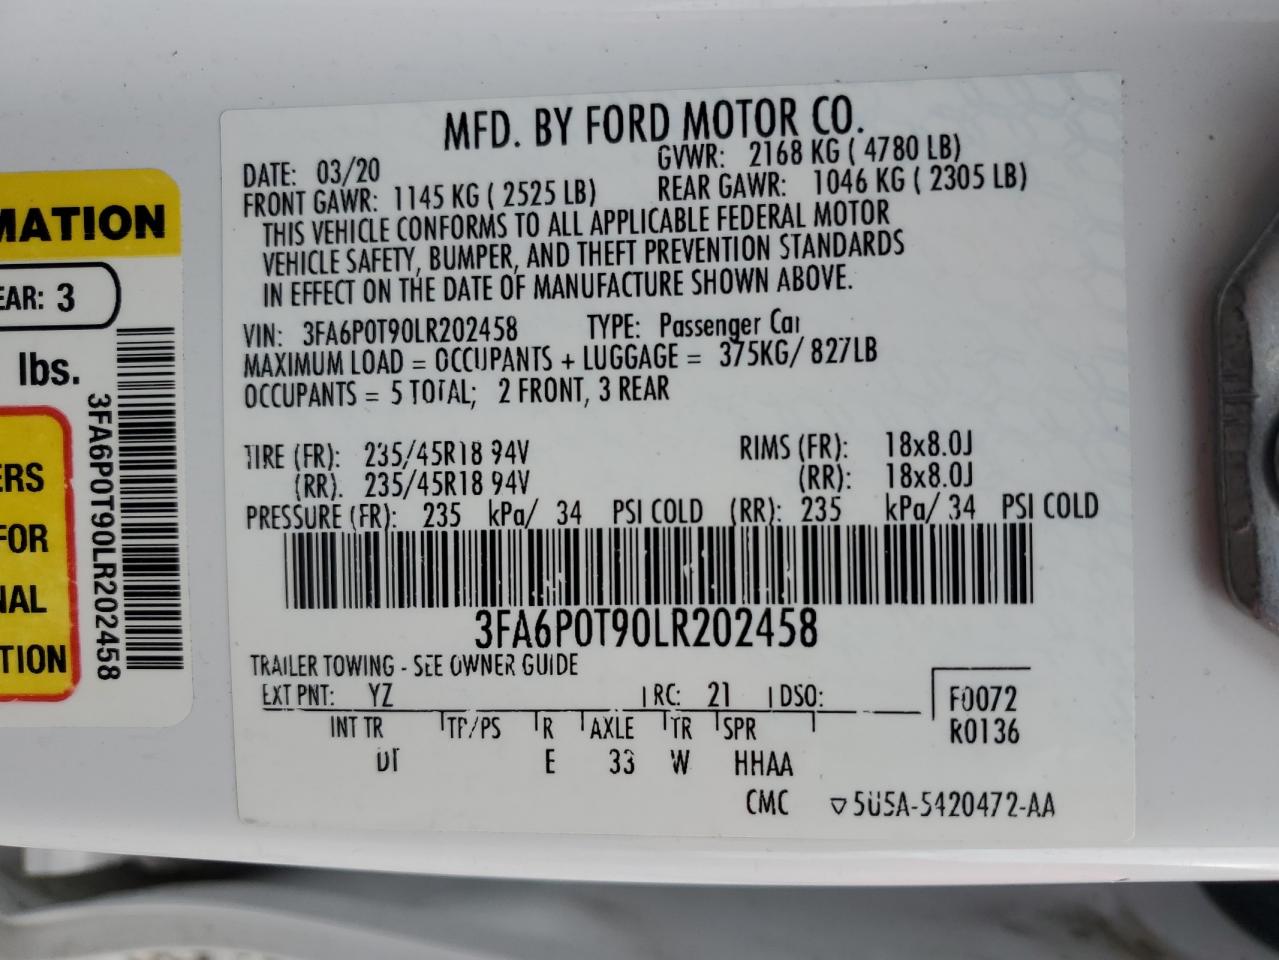 MFD. BY FORD MOTOR CO.
DATE: 03/20 GVWR: 2168 KG ( 4780 LB)
FRONT GAWR: 1145 KG ( 2525 LB) REAR GAWR: 1046 KG ( 2305 LB)
THIS VEHICLE CONFORMS TO ALL APPLICABLE FEDERAL MOTOR
VEHICLE SAFETY, BUMPER, AND THEFT PREVENTION STANDARDS
IN EFFECT ON THE DATE OF MANUFACTURE SHOWN ABOVE.
VIN: 3FA6P0T90LR202458 TYPE: Passenger Car
MAXIMUM LOAD = OCCUPANTS + LUGGAGE = 375KG/ 827LB
OCCUPANTS = 5 TOTAL; 2 FRONT, 3 REAR
TIRE (FR): 235/45R18 94V RIMS (FR): 18x8.0J
(RR). 235/45R18 94V (RR): 18x8.0J
PRESSURE (FR): 235 kPa/ 34 PSI COLD (RR): 235 kPa/ 34 PSI COLD
3FA6P0T90LR202458
TRAILER TOWING - SEE OWNER GUIDE
EXT PNT: YZ RC: 21 DSO: F0072
INT TR TP/PS R AXLE TR SPR R0136
DT E 33 W HHAA
CMC ▽5U5A-5420472-AA
MATION
EAR: 3
lbs.
3FA6P0T90LR202458
ERS
FOR
NAL
TION